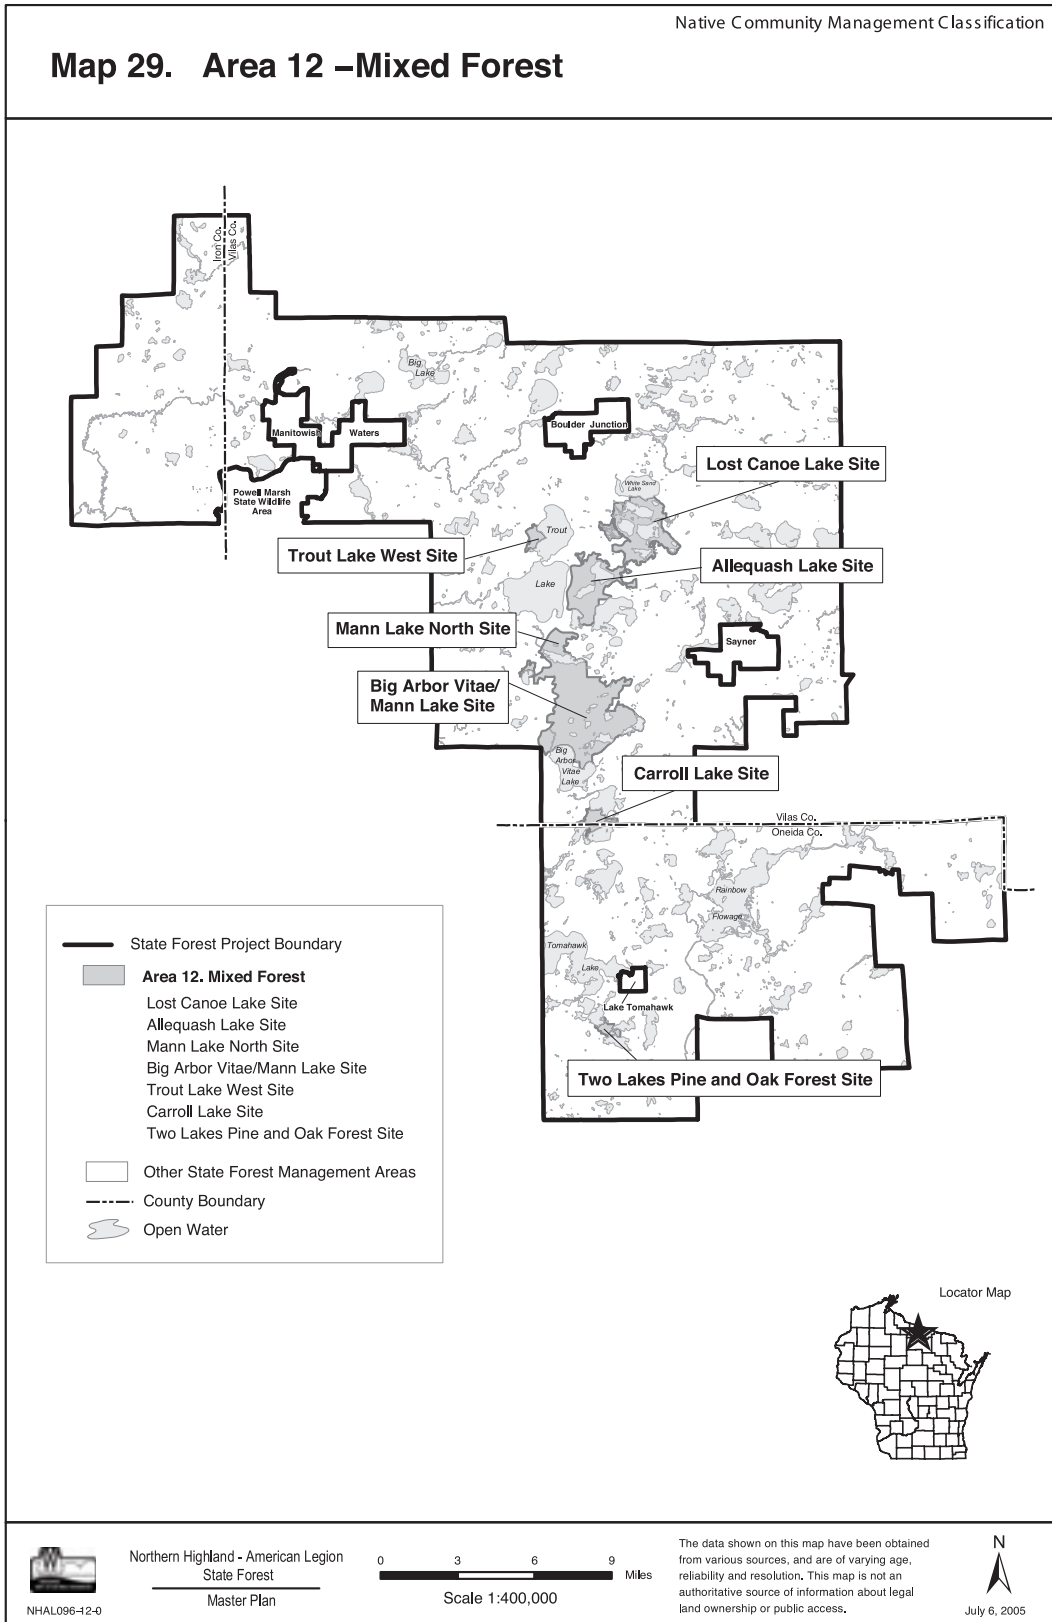 Native Community Management Classification
Map 29. Area 12 –Mixed Forest
Iron Co.
Vilas Co.
Big
Lake
Manitowish
Waters
Boulder Junction
Powell Marsh
State Wildlife
Area
Lost Canoe Lake Site
White Sand
Lake
Trout
Trout Lake West Site
Allequash Lake Site
Lake
Mann Lake North Site
Sayner
Big Arbor Vitae/
Mann Lake Site
Big
Arbor
Vitae
Lake
Carroll Lake Site
Vilas Co.
Oneida Co.
Rainbow
Flowage
Tomahawk
Lake
Lake Tomahawk
Two Lakes Pine and Oak Forest Site
State Forest Project Boundary
Area 12. Mixed Forest
Lost Canoe Lake Site
Allequash Lake Site
Mann Lake North Site
Big Arbor Vitae/Mann Lake Site
Trout Lake West Site
Carroll Lake Site
Two Lakes Pine and Oak Forest Site
Other State Forest Management Areas
County Boundary
Open Water
Locator Map
NHAL096-12-0
Northern Highland - American Legion
State Forest
Master Plan
0 3 6 9
Miles
Scale 1:400,000
The data shown on this map have been obtained
from various sources, and are of varying age,
reliability and resolution. This map is not an
authoritative source of information about legal
land ownership or public access.
N
July 6, 2005